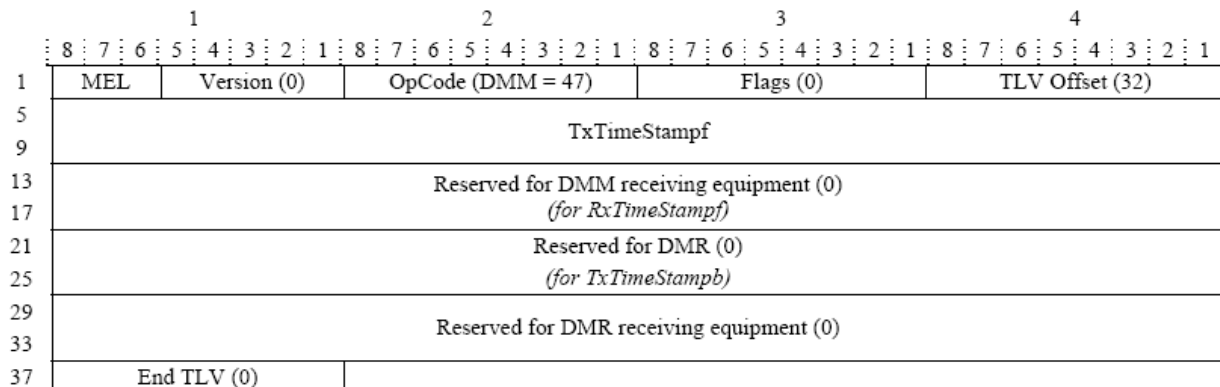 1 2 3 4
8 7 6 5 4 3 2 1 8 7 6 5 4 3 2 1 8 7 6 5 4 3 2 1 8 7 6 5 4 3 2 1
1 MEL Version (0) OpCode (DMM = 47) Flags (0) TLV Offset (32)
5
TxTimeStampf
9
13 Reserved for DMM receiving equipment (0)
17 (for RxTimeStampf)
21 Reserved for DMR (0)
25 (for TxTimeStampb)
29
Reserved for DMR receiving equipment (0)
33
37 End TLV (0)